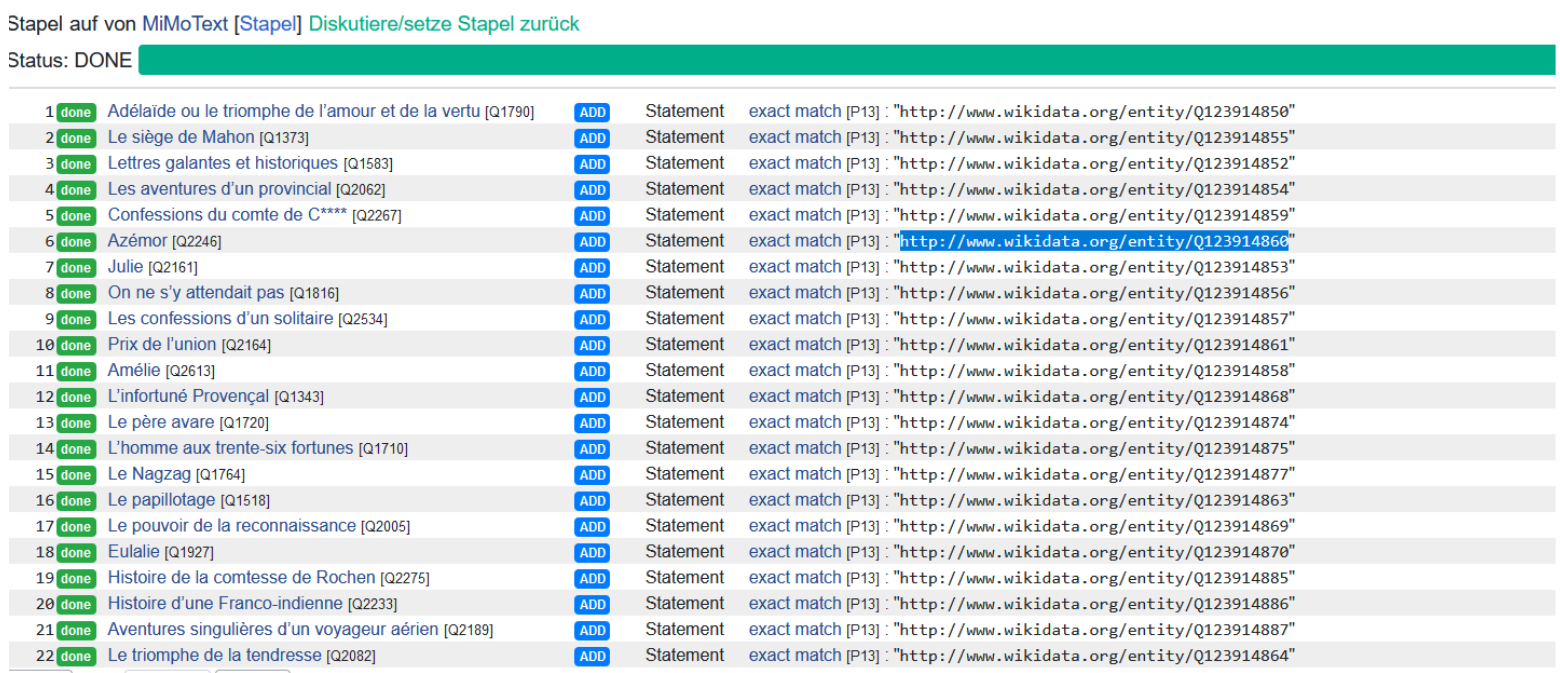 Stapel auf von MiMoText [Stapel] Diskutiere/setze Stapel zurück
Status: DONE
1 done Adélaïde ou le triomphe de l’amour et de la vertu [Q1790] ADD Statement exact match [P13] : "http://www.wikidata.org/entity/Q123914850"
2 done Le siège de Mahon [Q1373] ADD Statement exact match [P13] : "http://www.wikidata.org/entity/Q123914855"
3 done Lettres galantes et historiques [Q1583] ADD Statement exact match [P13] : "http://www.wikidata.org/entity/Q123914852"
4 done Les aventures d’un provincial [Q2062] ADD Statement exact match [P13] : "http://www.wikidata.org/entity/Q123914854"
5 done Confessions du comte de C**** [Q2267] ADD Statement exact match [P13] : "http://www.wikidata.org/entity/Q123914859"
6 done Azémor [Q2246] ADD Statement exact match [P13] : "http://www.wikidata.org/entity/Q123914860"
7 done Julie [Q2161] ADD Statement exact match [P13] : "http://www.wikidata.org/entity/Q123914853"
8 done On ne s’y attendait pas [Q1816] ADD Statement exact match [P13] : "http://www.wikidata.org/entity/Q123914856"
9 done Les confessions d’un solitaire [Q2534] ADD Statement exact match [P13] : "http://www.wikidata.org/entity/Q123914857"
10 done Prix de l’union [Q2164] ADD Statement exact match [P13] : "http://www.wikidata.org/entity/Q123914861"
11 done Amélie [Q2613] ADD Statement exact match [P13] : "http://www.wikidata.org/entity/Q123914858"
12 done L’infortuné Provençal [Q1343] ADD Statement exact match [P13] : "http://www.wikidata.org/entity/Q123914868"
13 done Le père avare [Q1720] ADD Statement exact match [P13] : "http://www.wikidata.org/entity/Q123914874"
14 done L’homme aux trente-six fortunes [Q1710] ADD Statement exact match [P13] : "http://www.wikidata.org/entity/Q123914875"
15 done Le Nagzag [Q1764] ADD Statement exact match [P13] : "http://www.wikidata.org/entity/Q123914877"
16 done Le papillotage [Q1518] ADD Statement exact match [P13] : "http://www.wikidata.org/entity/Q123914863"
17 done Le pouvoir de la reconnaissance [Q2005] ADD Statement exact match [P13] : "http://www.wikidata.org/entity/Q123914869"
18 done Eulalie [Q1927] ADD Statement exact match [P13] : "http://www.wikidata.org/entity/Q123914870"
19 done Histoire de la comtesse de Rochen [Q2275] ADD Statement exact match [P13] : "http://www.wikidata.org/entity/Q123914885"
20 done Histoire d’une Franco-indienne [Q2233] ADD Statement exact match [P13] : "http://www.wikidata.org/entity/Q123914886"
21 done Aventures singulières d’un voyageur aérien [Q2189] ADD Statement exact match [P13] : "http://www.wikidata.org/entity/Q123914887"
22 done Le triomphe de la tendresse [Q2082] ADD Statement exact match [P13] : "http://www.wikidata.org/entity/Q123914864"